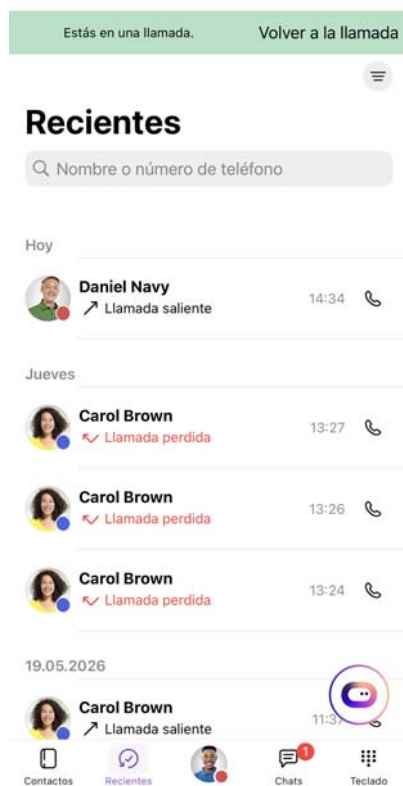 Estás en una llamada. Volver a la llamada
Recientes
Nombre o número de teléfono
Hoy
Daniel Navy
Llamada saliente
14:34
Jueves
Carol Brown
Llamada perdida
13:27
Carol Brown
Llamada perdida
13:26
Carol Brown
Llamada perdida
13:24
19.05.2026
Carol Brown
Llamada saliente
11:37
1
Contactos Recientes Chats Teclado